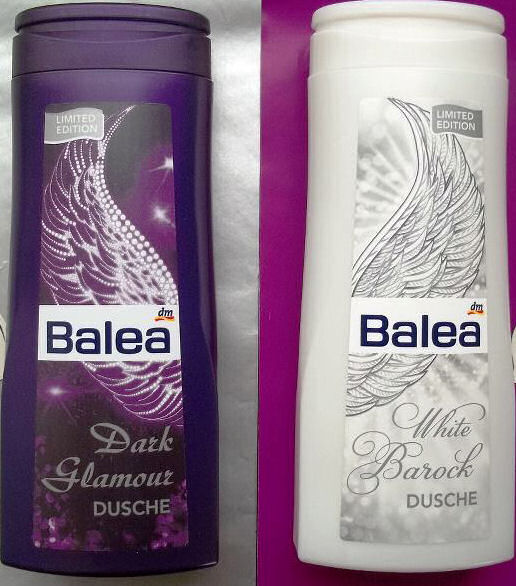 LIMITED
EDITION
dm
Balea
Dark
Glamour
DUSCHE
LIMITED
EDITION
dm
Balea
White
Barock
DUSCHE